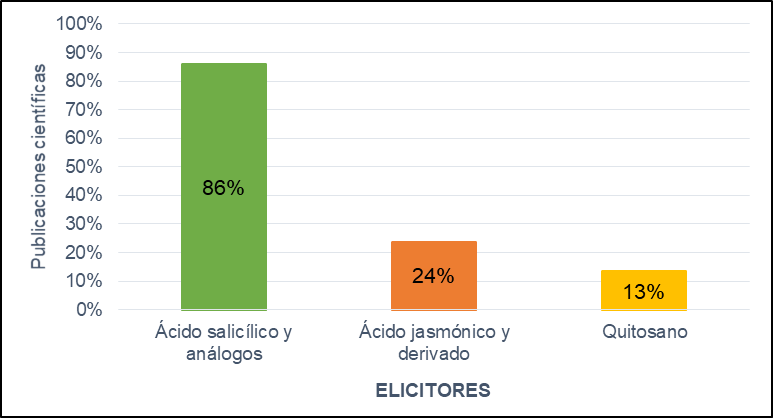 100%
90%
80%
70%
60%
50%
40%
30%
20%
10%
0%
Publicaciones científicas
86%
24%
13%
Ácido salicílico y
análogos
Ácido jasmónico y
derivado
Quitosano
ELICITORES